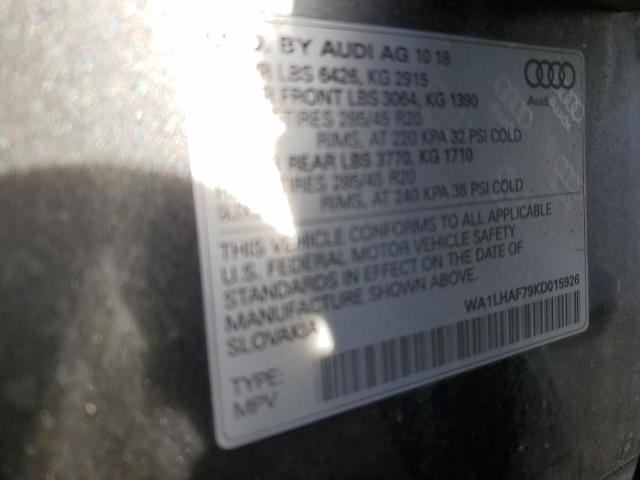 BY AUDI AG 10 18
LBS 6426, KG 2915
Audi
FRONT LBS 3064, KG 1390
TIRES 285/45 R20
RIMS, AT 220 KPA 32 PSI COLD
REAR LBS 3770, KG 1710
TIRES 285/45 R20
RIMS, AT 240 KPA 35 PSI COLD
THIS VEHICLE CONFORMS TO ALL APPLICABLE
U.S. FEDERAL MOTOR VEHICLE SAFETY
STANDARDS IN EFFECT ON THE DATE OF
MANUFACTURE SHOWN ABOVE.
SLOVAKIA
WA1LHAF79KD015926
TYPE:
MPV